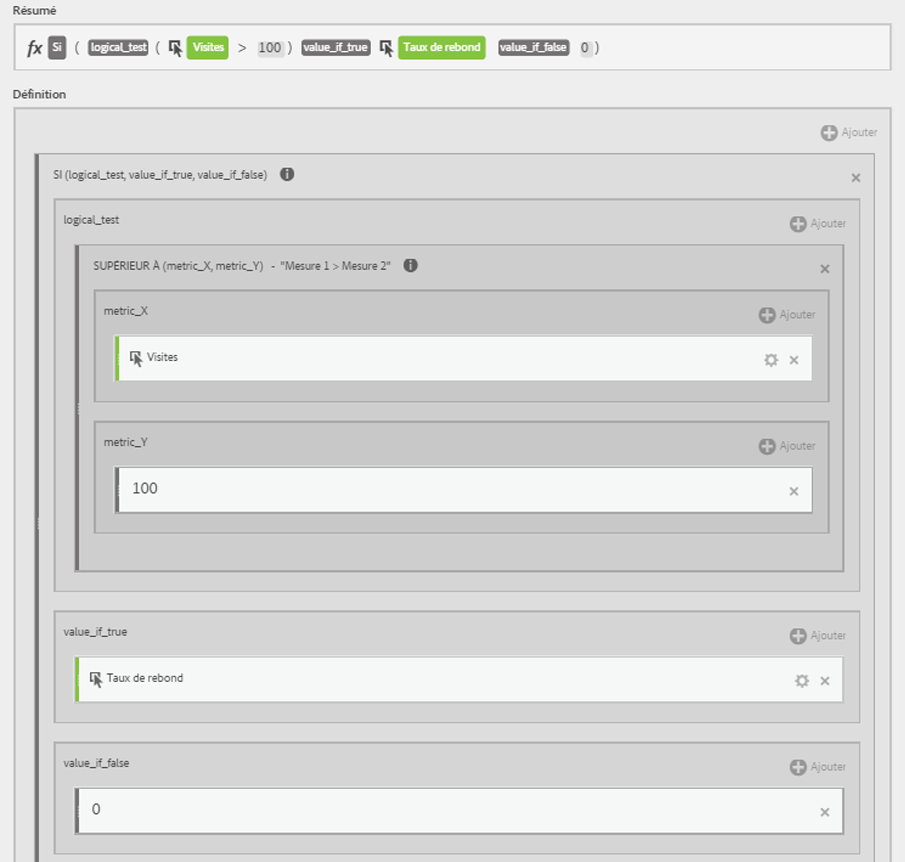 Résumé
fx Si ( logical_test ( Visites > 100 ) value_if_true Taux de rebond value_if_false 0 )
Définition
Ajouter
SI (logical_test, value_if_true, value_if_false) i
logical_test
Ajouter
SUPÉRIEUR À (metric_X, metric_Y) - "Mesure 1 > Mesure 2" i
metric_X
Ajouter
Visites
metric_Y
Ajouter
100
value_if_true
Ajouter
Taux de rebond
value_if_false
Ajouter
0